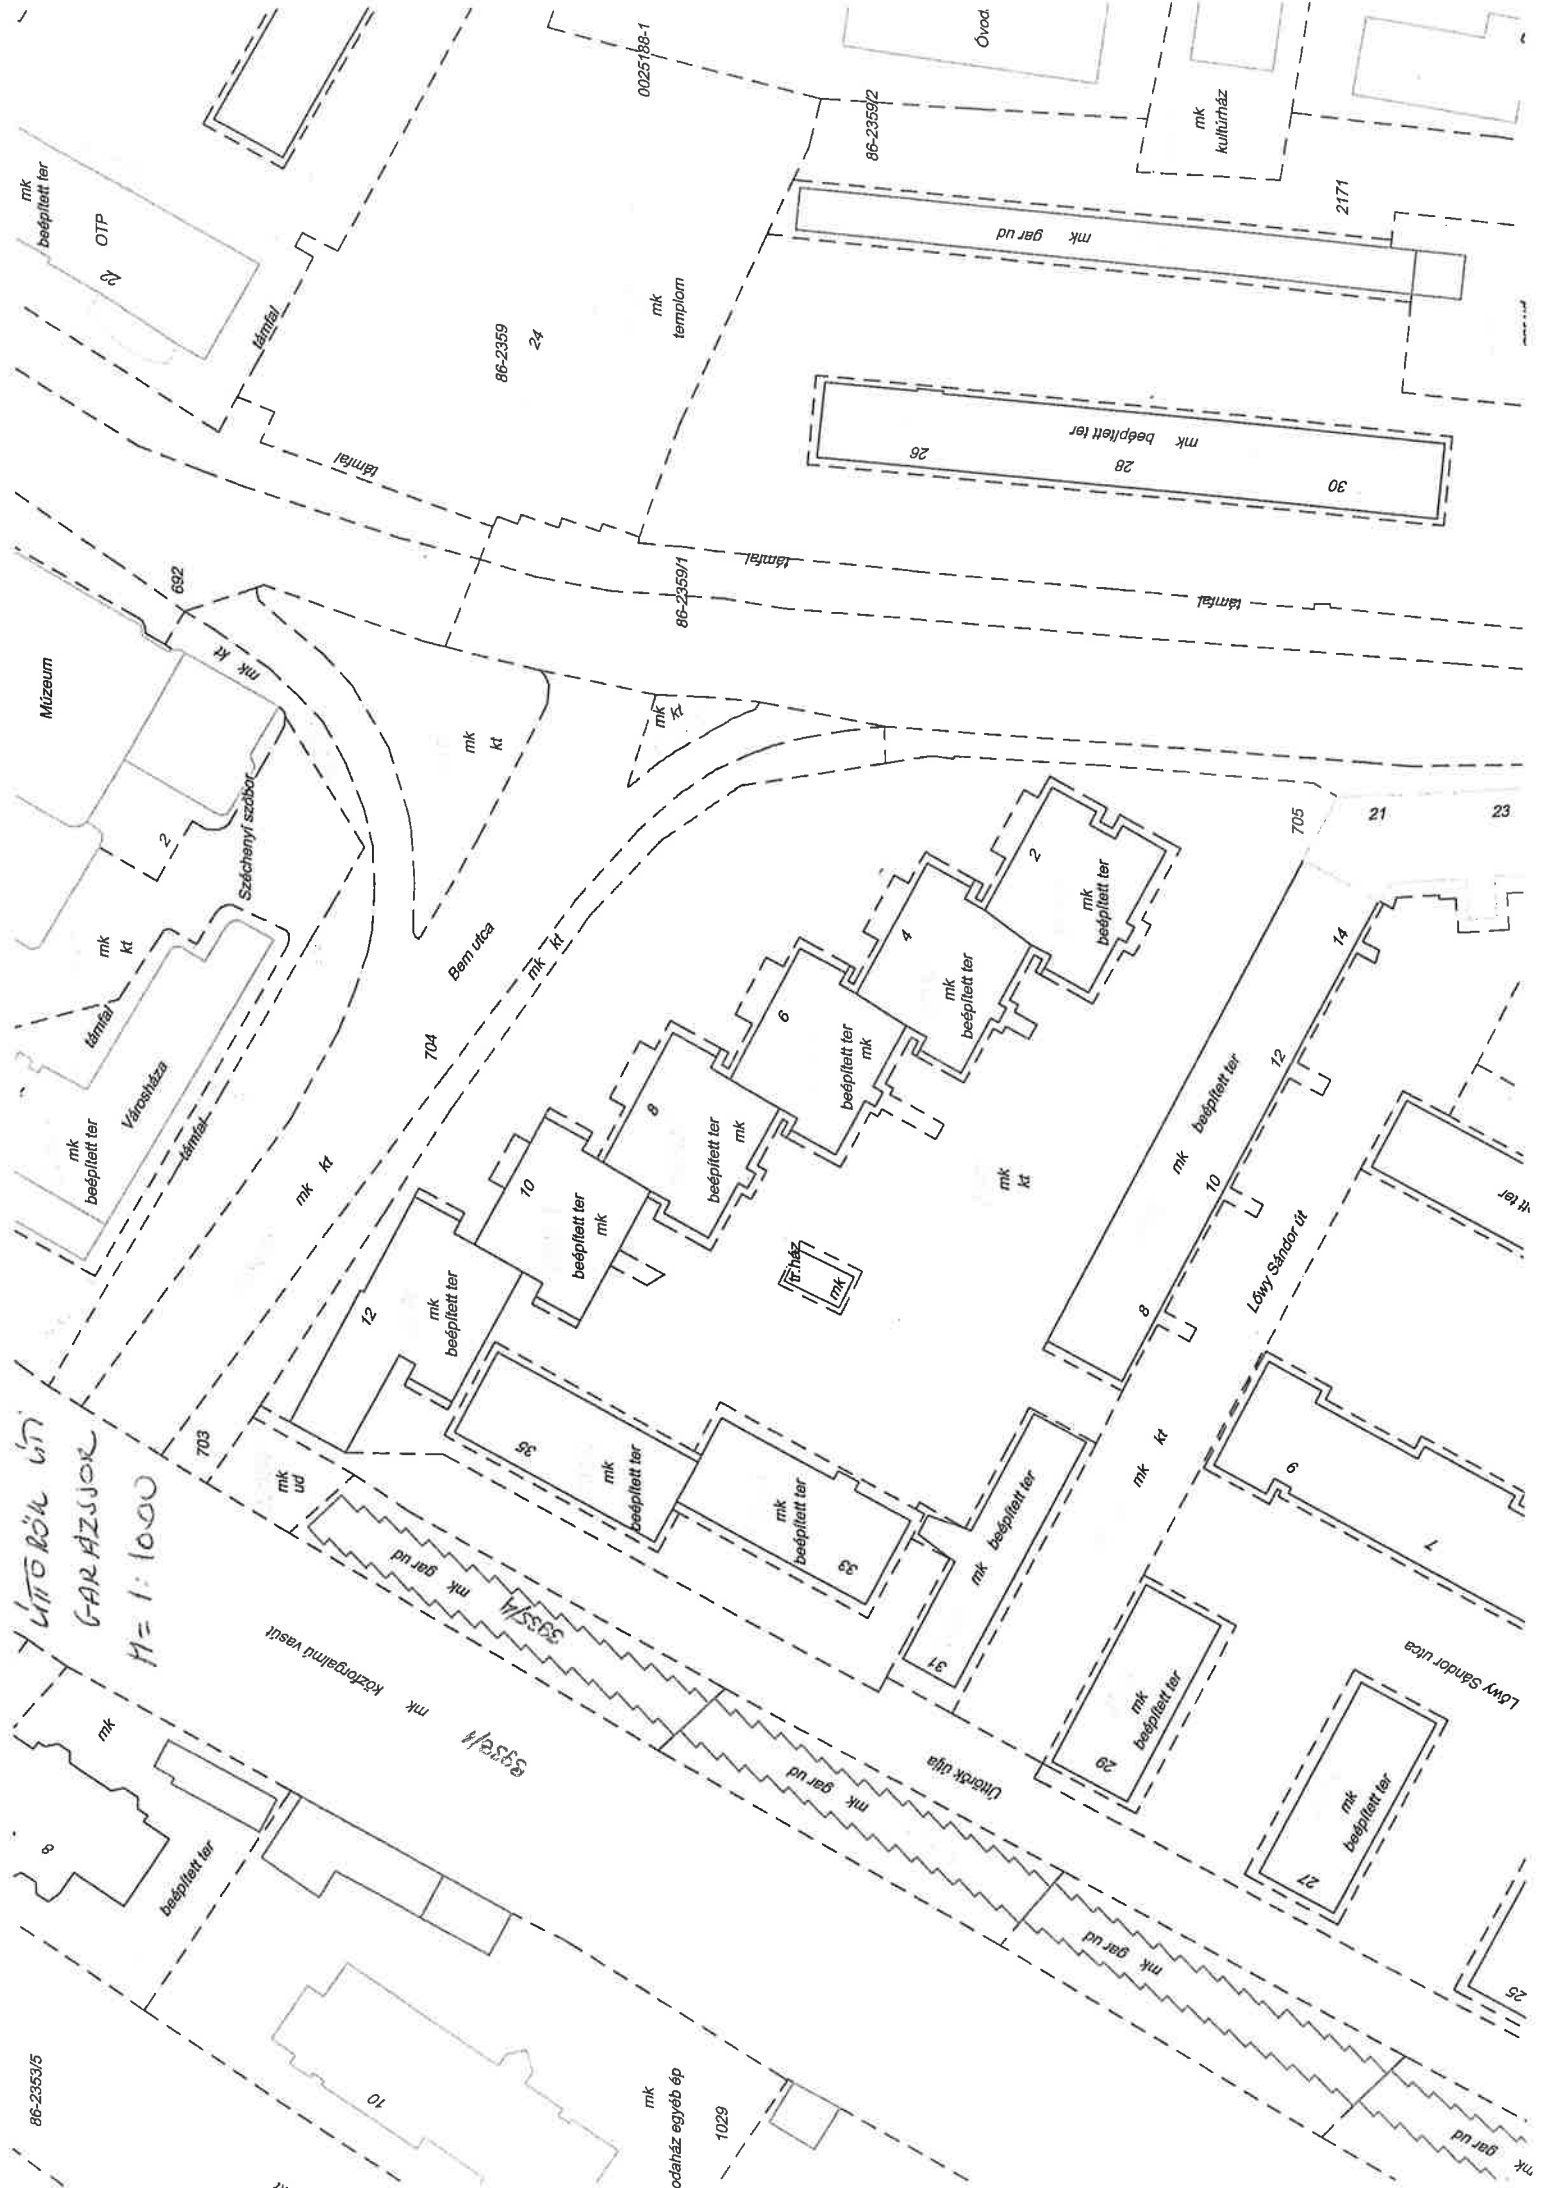 ÚTTÖRŐK ÚTI
GARÁZSSOR
M= 1:1000
mk
beépített ter
OTP
22
támfal
0025188-1
Óvod.
86-2359/2
mk
kultúrház
2171
mk gar ud
86-2359
24
mk
templom
támfal
mk beépített ter
26
28
30
692
Múzeum
mk kt
86-2359/1
támfal
támfal
mk
kt
mk
kt
2
Széchenyi szobor
mk
kt
támfal
Városháza
mk
beépített ter
támfal
Bem utca
mk kt
704
mk kt
703
705
21
23
2
mk
beépített ter
4
mk
beépített ter
6
beépített ter
mk
8
beépített ter
mk
10
beépített ter
mk
12
mk
beépített ter
14
12
10
8
mk beépített ter
mk
kt
tr.ház
mk
Lőwy Sándor út
mk kt
35
mk
beépített ter
33
mk
beépített ter
31
mk beépített ter
mk
ud
mk gar ud
3935/4
mk közforgalmú vasút
mk gar ud
Úttörők útja
29
mk
beépített ter
27
mk
beépített ter
25
9
7
Lőwy Sándor utca
mk gar ud
mk gar ud
mk
8
beépített ter
86-2353/5
10
mk
odaház egyéb ép
1029